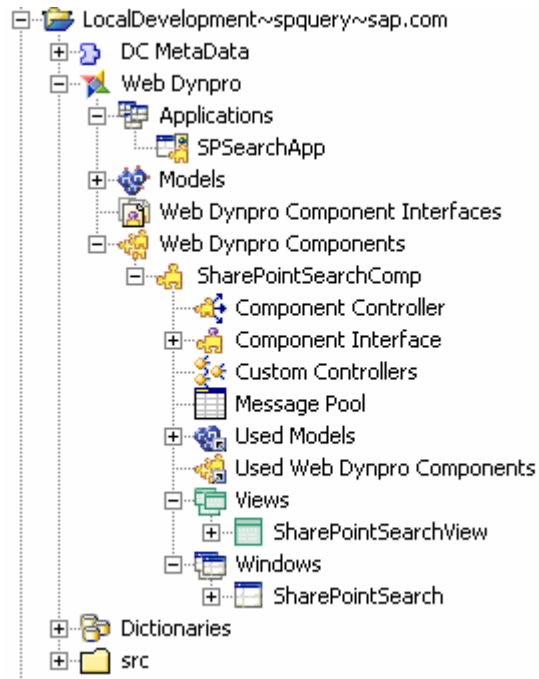 LocalDevelopment~spquery~sap.com
DC MetaData
Web Dynpro
Applications
SPSearchApp
Models
Web Dynpro Component Interfaces
Web Dynpro Components
SharePointSearchComp
Component Controller
Component Interface
Custom Controllers
Message Pool
Used Models
Used Web Dynpro Components
Views
SharePointSearchView
Windows
SharePointSearch
Dictionaries
src